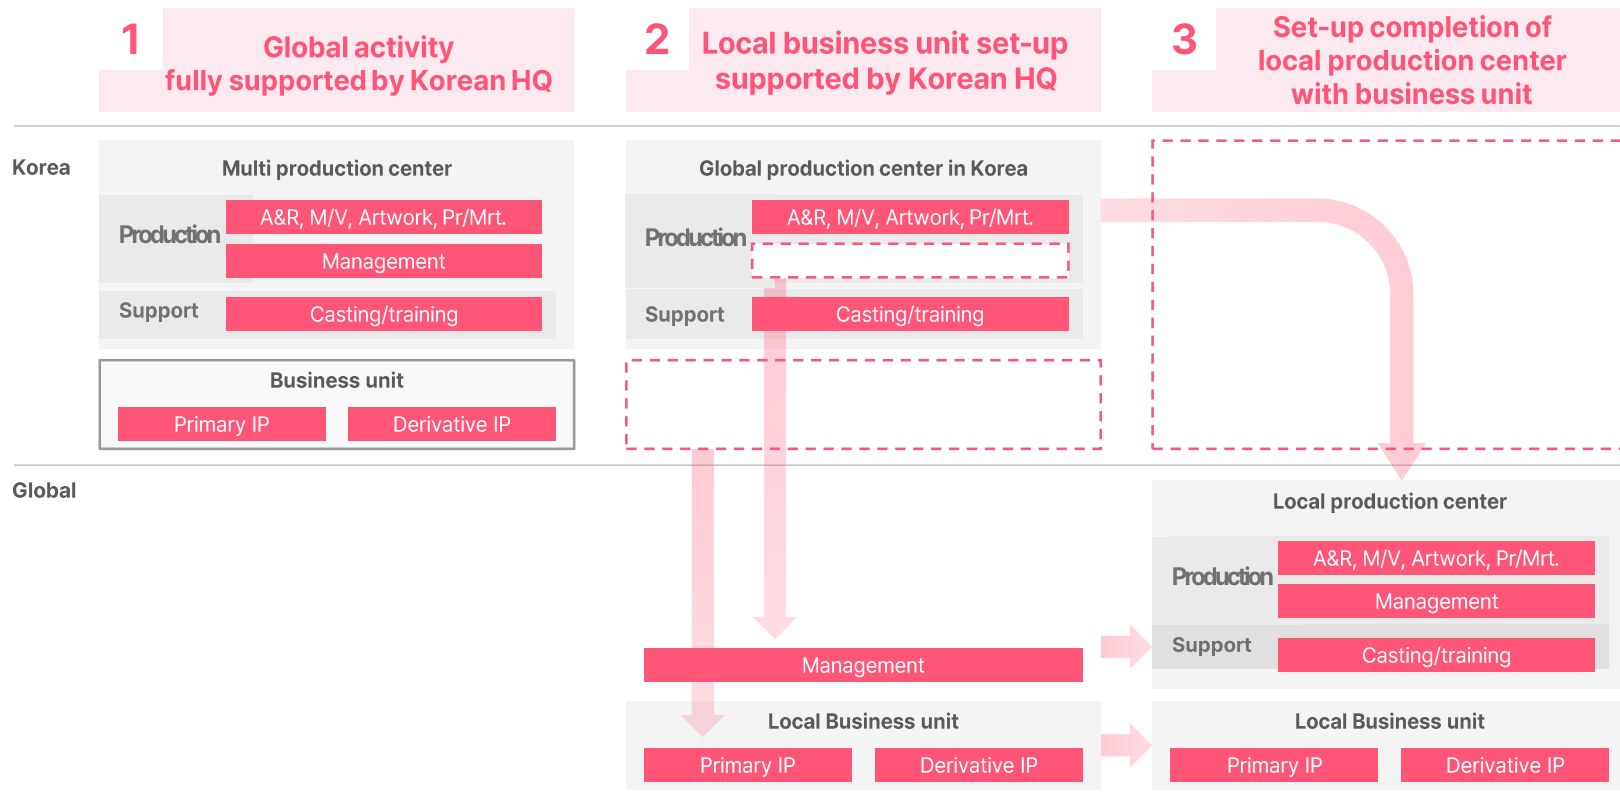 1
Global activity
fully supported by Korean HQ
2
Local business unit set-up
supported by Korean HQ
3
Set-up completion of
local production center
with business unit
Korea
Multi production center
Production
A&R, M/V, Artwork, Pr/Mrt.
Management
Support
Casting/training
Business unit
Primary IP
Derivative IP
Global production center in Korea
Production
A&R, M/V, Artwork, Pr/Mrt.
Support
Casting/training
Global
Management
Local Business unit
Primary IP
Derivative IP
Local production center
Production
A&R, M/V, Artwork, Pr/Mrt.
Management
Support
Casting/training
Local Business unit
Primary IP
Derivative IP